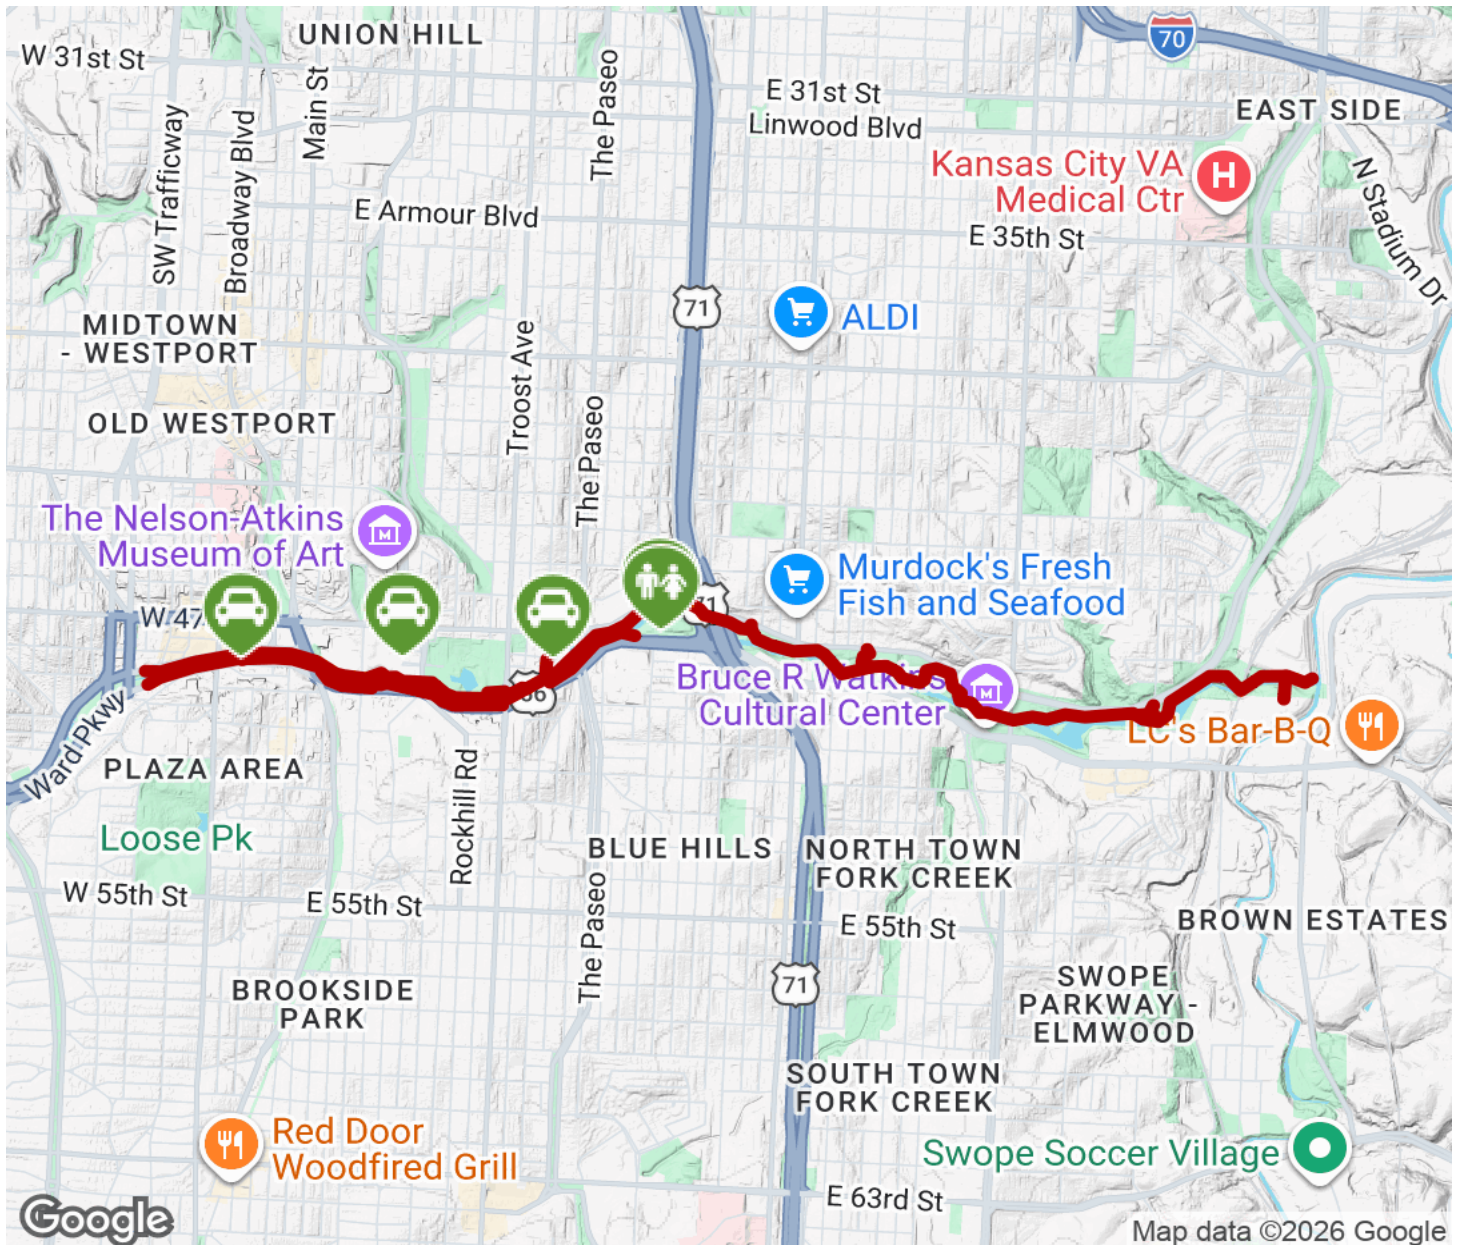 UNION HILL
W 31st St
70
E 31st St
Linwood Blvd
EAST SIDE
SW Trafficway
Broadway Blvd
Main St
The Paseo
Kansas City VA
Medical Ctr
H
N Stadium Dr
E Armour Blvd
E 35th St
71
ALDI
MIDTOWN
- WESTPORT
Troost Ave
OLD WESTPORT
The Paseo
The Nelson-Atkins
Museum of Art
M
Murdock's Fresh
Fish and Seafood
W 47
71
Bruce R Watkins
Cultural Center
M
56
Ward Pkwy
LC's Bar-B-Q
PLAZA AREA
Rockhill Rd
Loose Pk
BLUE HILLS
NORTH TOWN
FORK CREEK
W 55th St
E 55th St
The Paseo
E 55th St
BROWN ESTATES
BROOKSIDE
PARK
71
SWOPE
PARKWAY -
ELMWOOD
SOUTH TOWN
FORK CREEK
Red Door
Woodfired Grill
Swope Soccer Village
E 63rd St
Google
Map data ©2026 Google